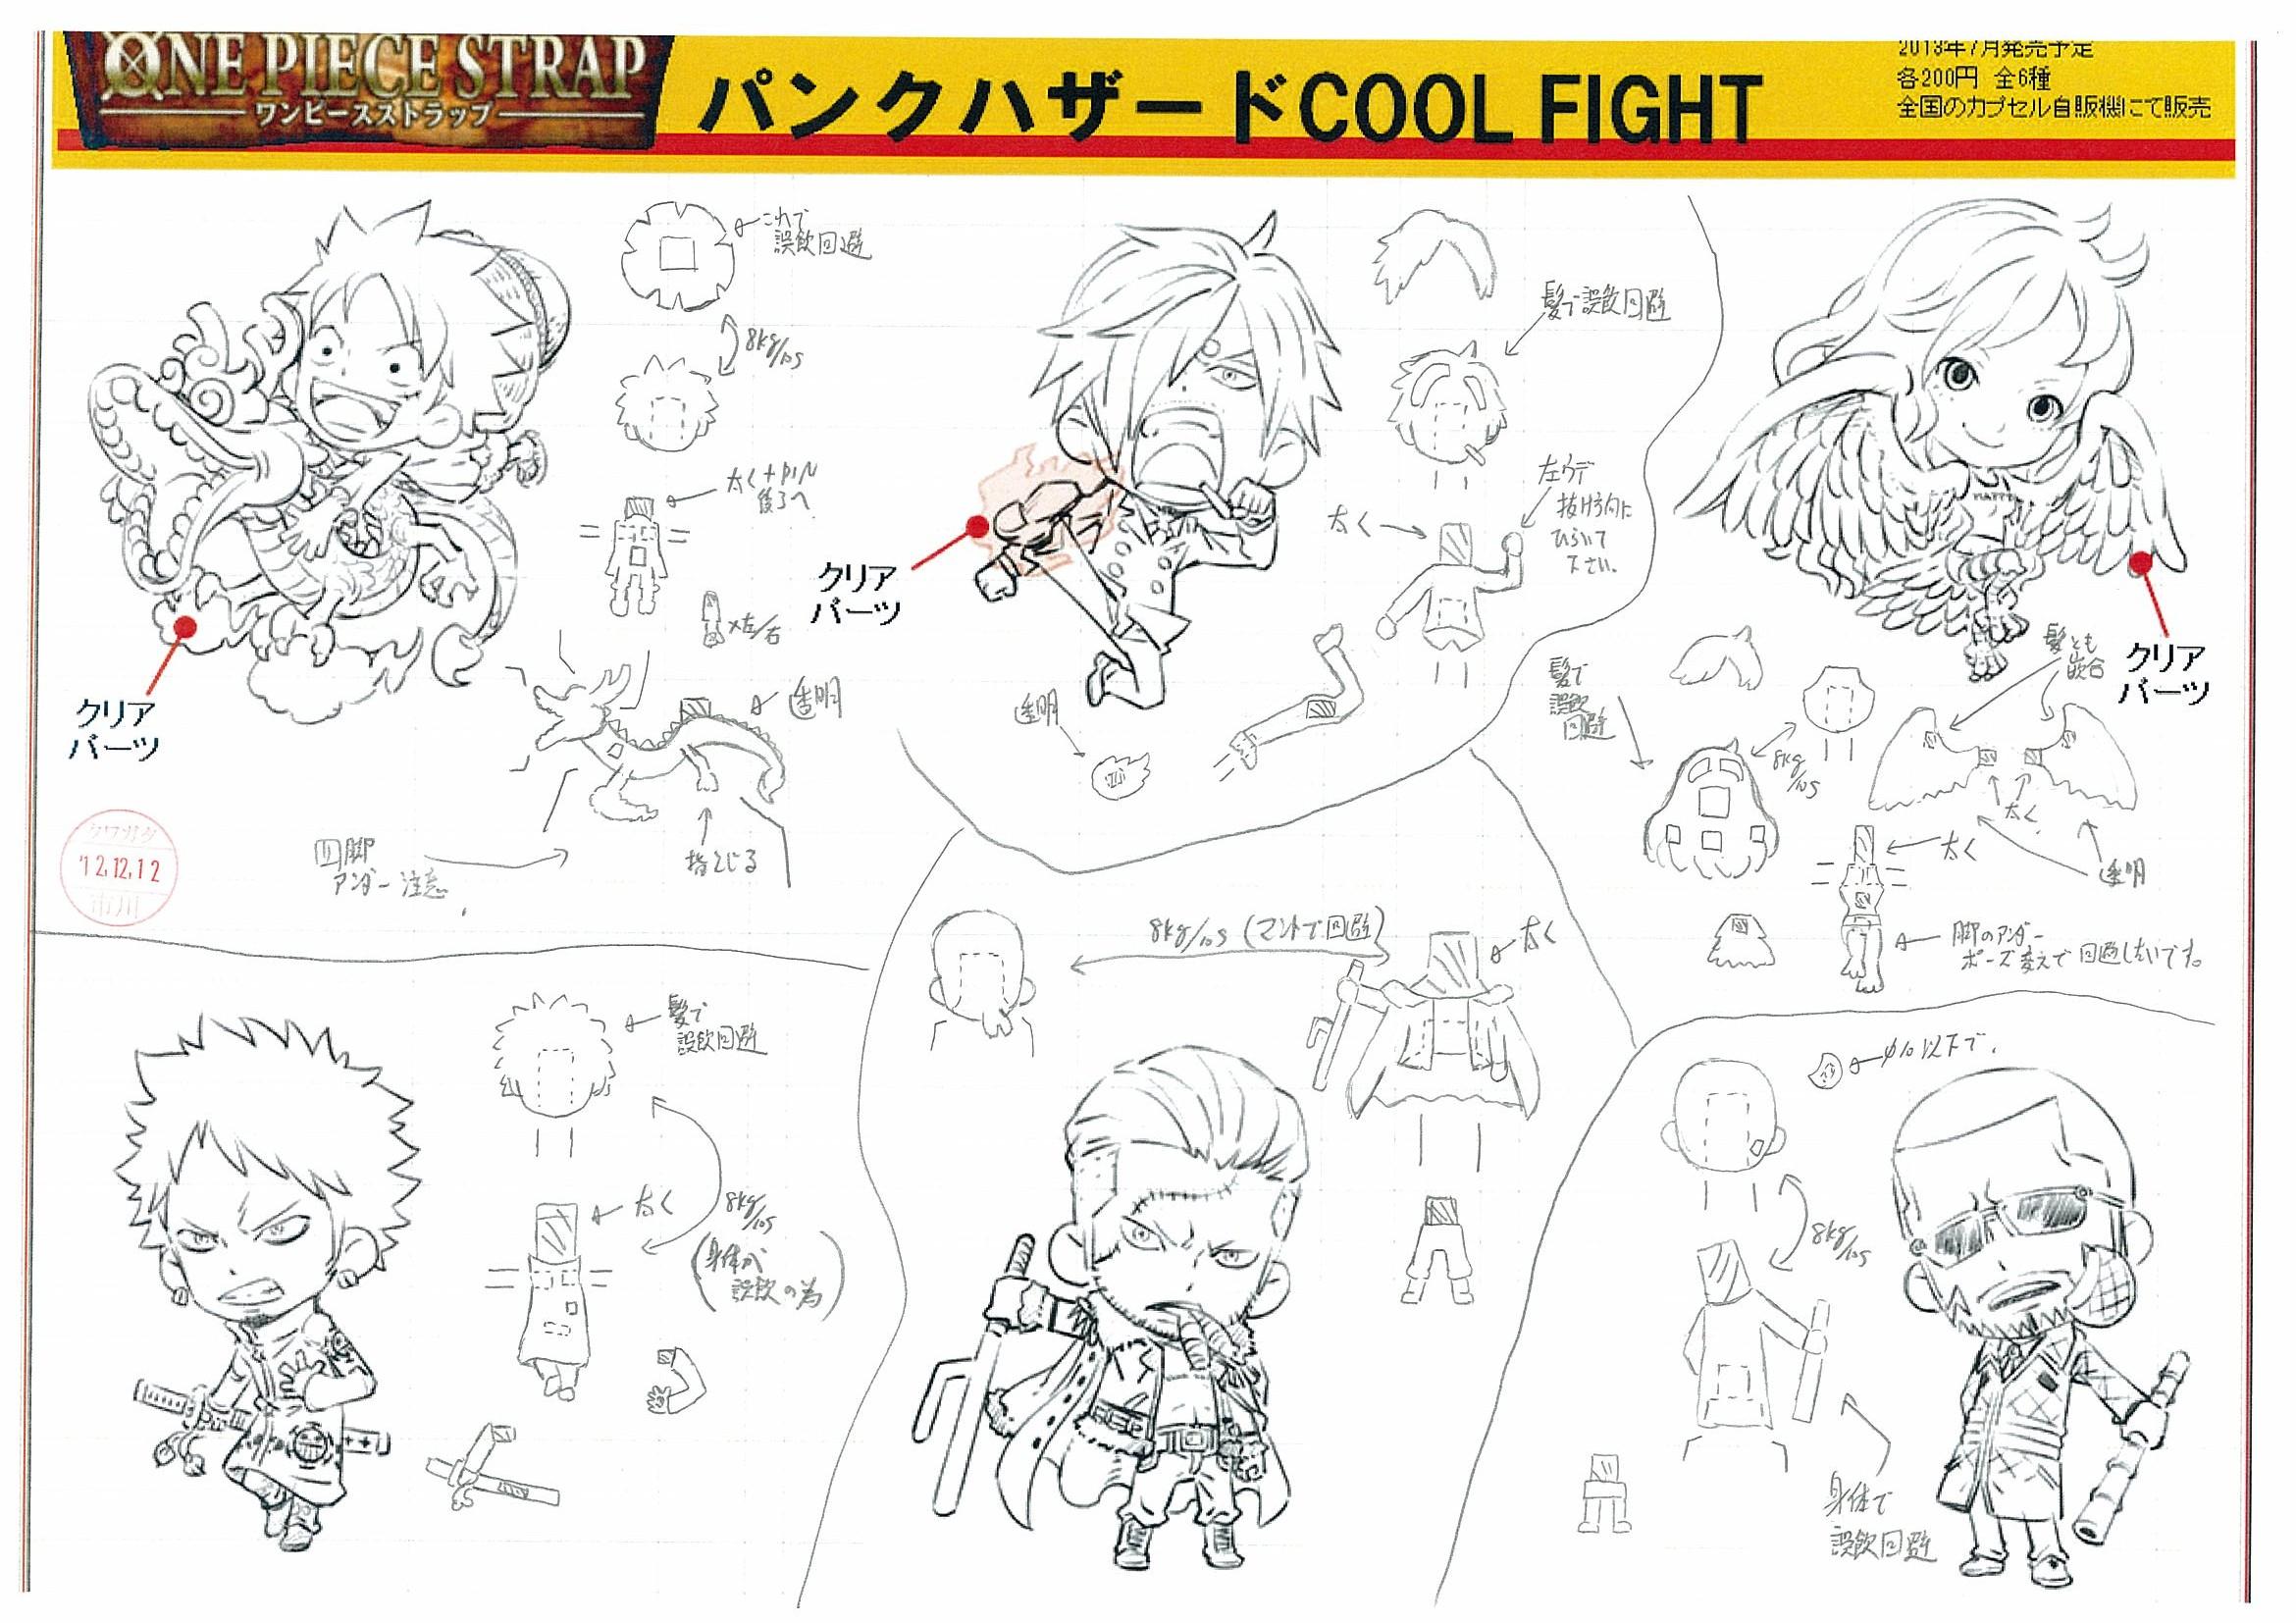 ONE PIECE STRAP
ワンピースストラップ
パンクハザードCOOL FIGHT
2013年7月発売予定
各200円 全6種
全国のカプセル自販機にて販売
これで
誤飲回避
8kg/10s
太く+PIN
後ろへ
×左/右
透明
クリア
パーツ
四脚
アンダー注意
指とじる
'12.12.12
市川
髪で誤飲回避
太く
左ウデ
抜け方向に
ひらいて
下さい。
クリア
パーツ
透明
髪で
誤飲
回避
8kg
/10s
髪とも
嵌合
クリア
パーツ
太く
太く
透明
脚のアンダー
ポーズ変えで回避したいです。
髪で
誤飲回避
太く
8kg
/10s
(身体が
誤飲の為)
8kg/10s (マントで回避)
太く
φ10以下で.
8kg
/10s
身体で
誤飲回避